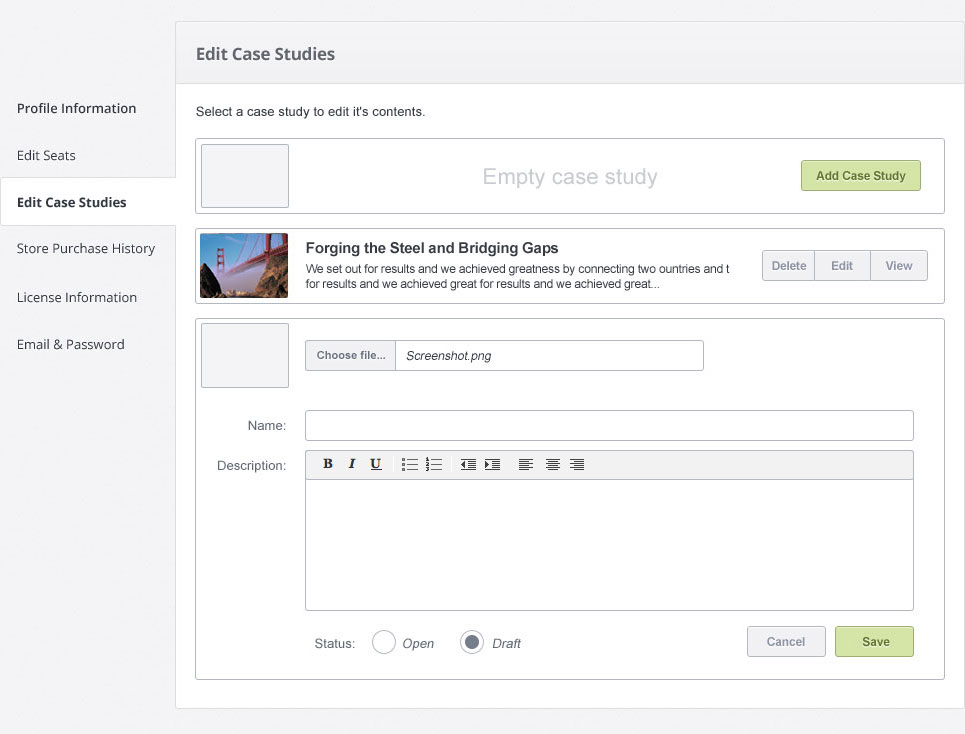 Edit Case Studies
Profile Information
Edit Seats
Edit Case Studies
Store Purchase History
License Information
Email & Password
Select a case study to edit it's contents.
Empty case study
Add Case Study
Forging the Steel and Bridging Gaps
We set out for results and we achieved greatness by connecting two ountries and t
for results and we achieved great for results and we achieved great...
Delete Edit View
Choose file... Screenshot.png
Name:
Description:
B I U
Status: Open Draft
Cancel Save